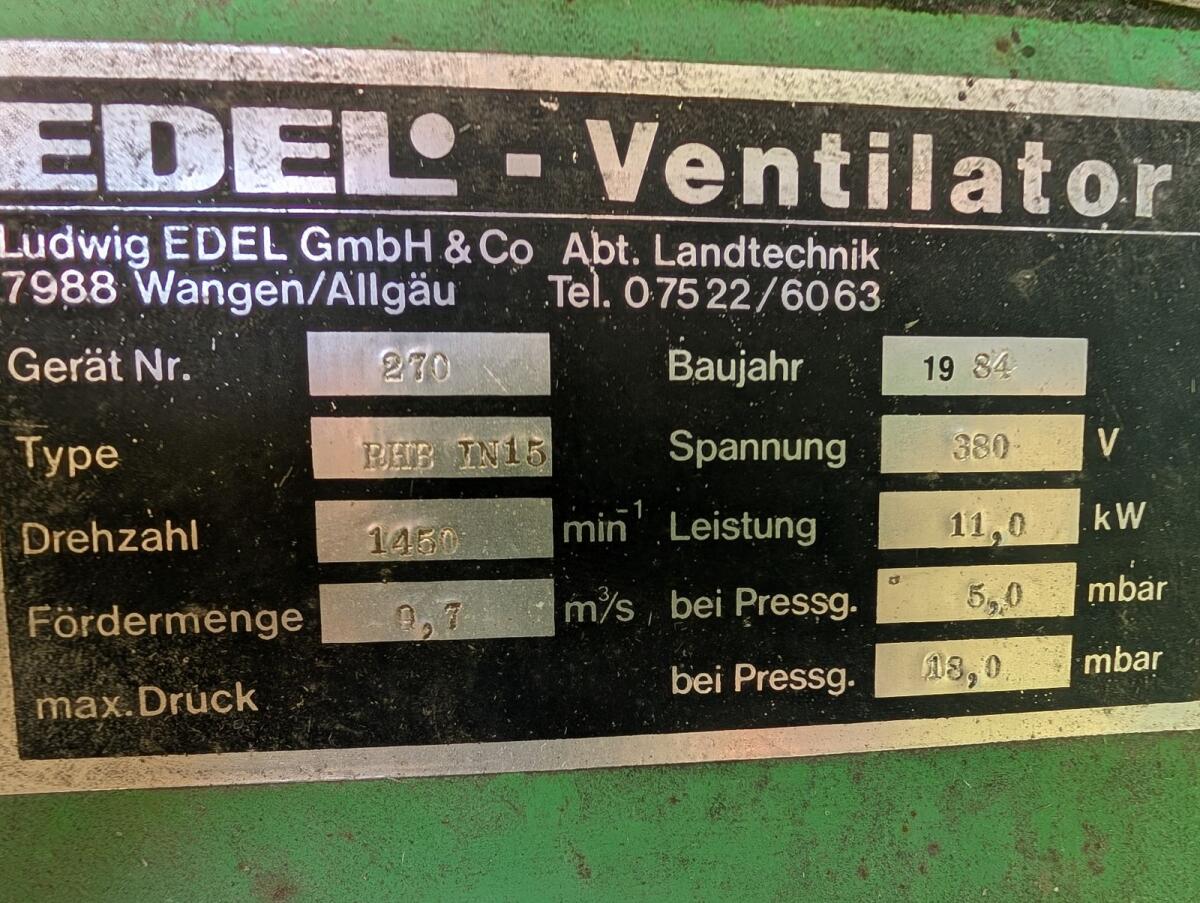 EDEL - Ventilator
Ludwig EDEL GmbH & Co Abt. Landtechnik
7988 Wangen/Allgäu Tel. 07522/6063
Gerät Nr. 270 Baujahr 1984
Type RHB IN15 Spannung 380 V
Drehzahl 1450 min⁻¹ Leistung 11,0 kW
Fördermenge 9,7 m³/s, bei Pressg. 5,0 mbar
max. Druck bei Pressg. 18,0 mbar